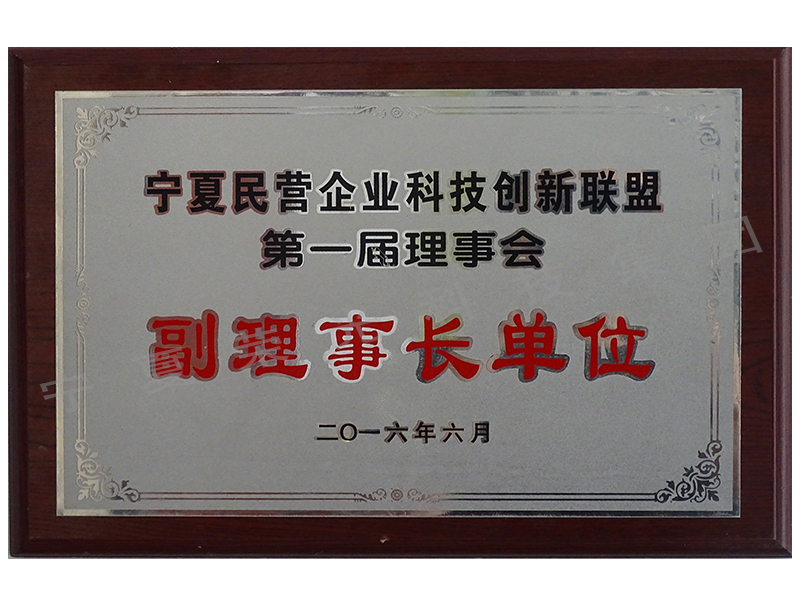 宁夏民营企业科技创新联盟
第一届理事会
副理事长单位
二〇一六年六月